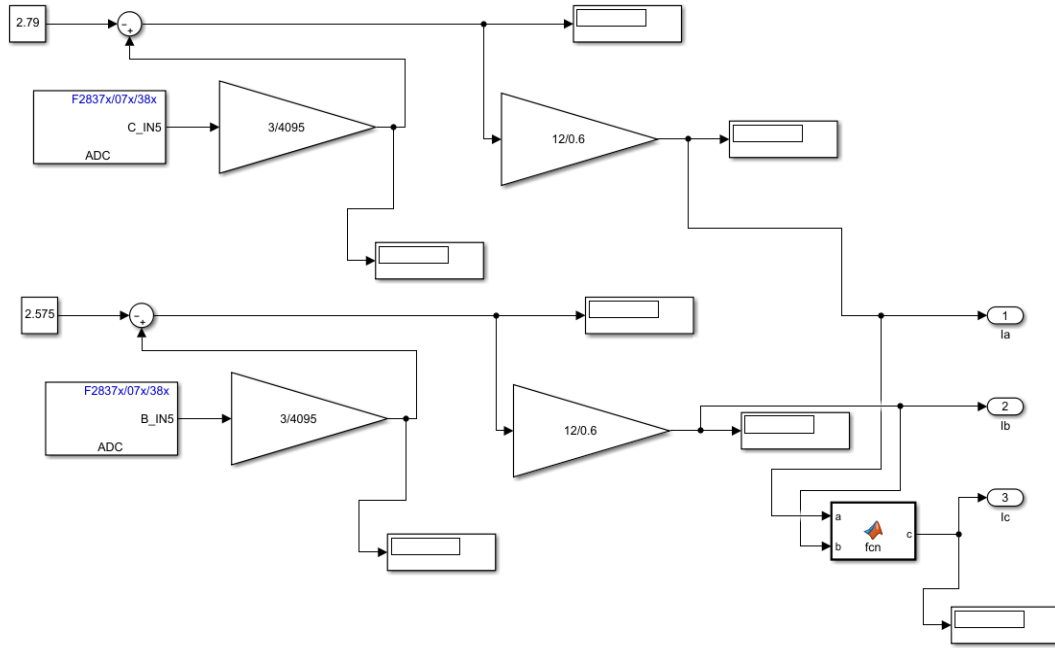 2.79
F2837x/07x/38x
C_IN5
ADC
3/4095
12/0.6
2.575
F2837x/07x/38x
B_IN5
ADC
3/4095
12/0.6
1
Ia
2
Ib
3
Ic
a
b
c
fcn